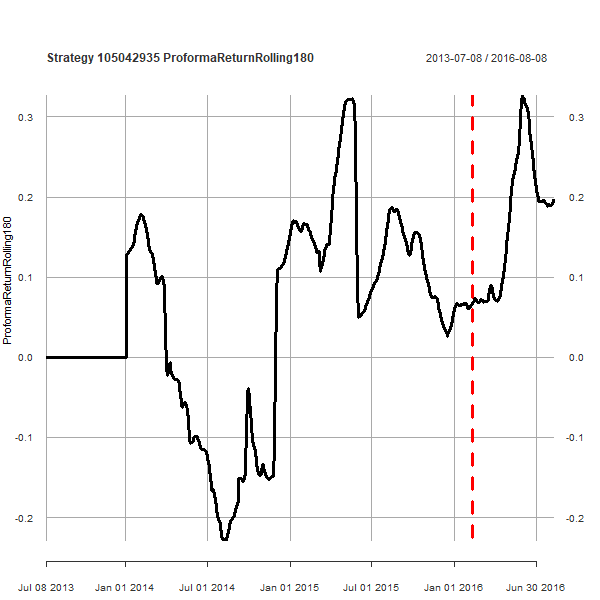 Strategy 105042935 ProformaReturnRolling180
2013-07-08 / 2016-08-08
ProformaReturnRolling180
0.3
0.2
0.1
0.0
-0.1
-0.2
0.3
0.2
0.1
0.0
-0.1
-0.2
Jul 08 2013
Jan 01 2014
Jul 01 2014
Jan 01 2015
Jul 01 2015
Jan 01 2016
Jun 30 2016